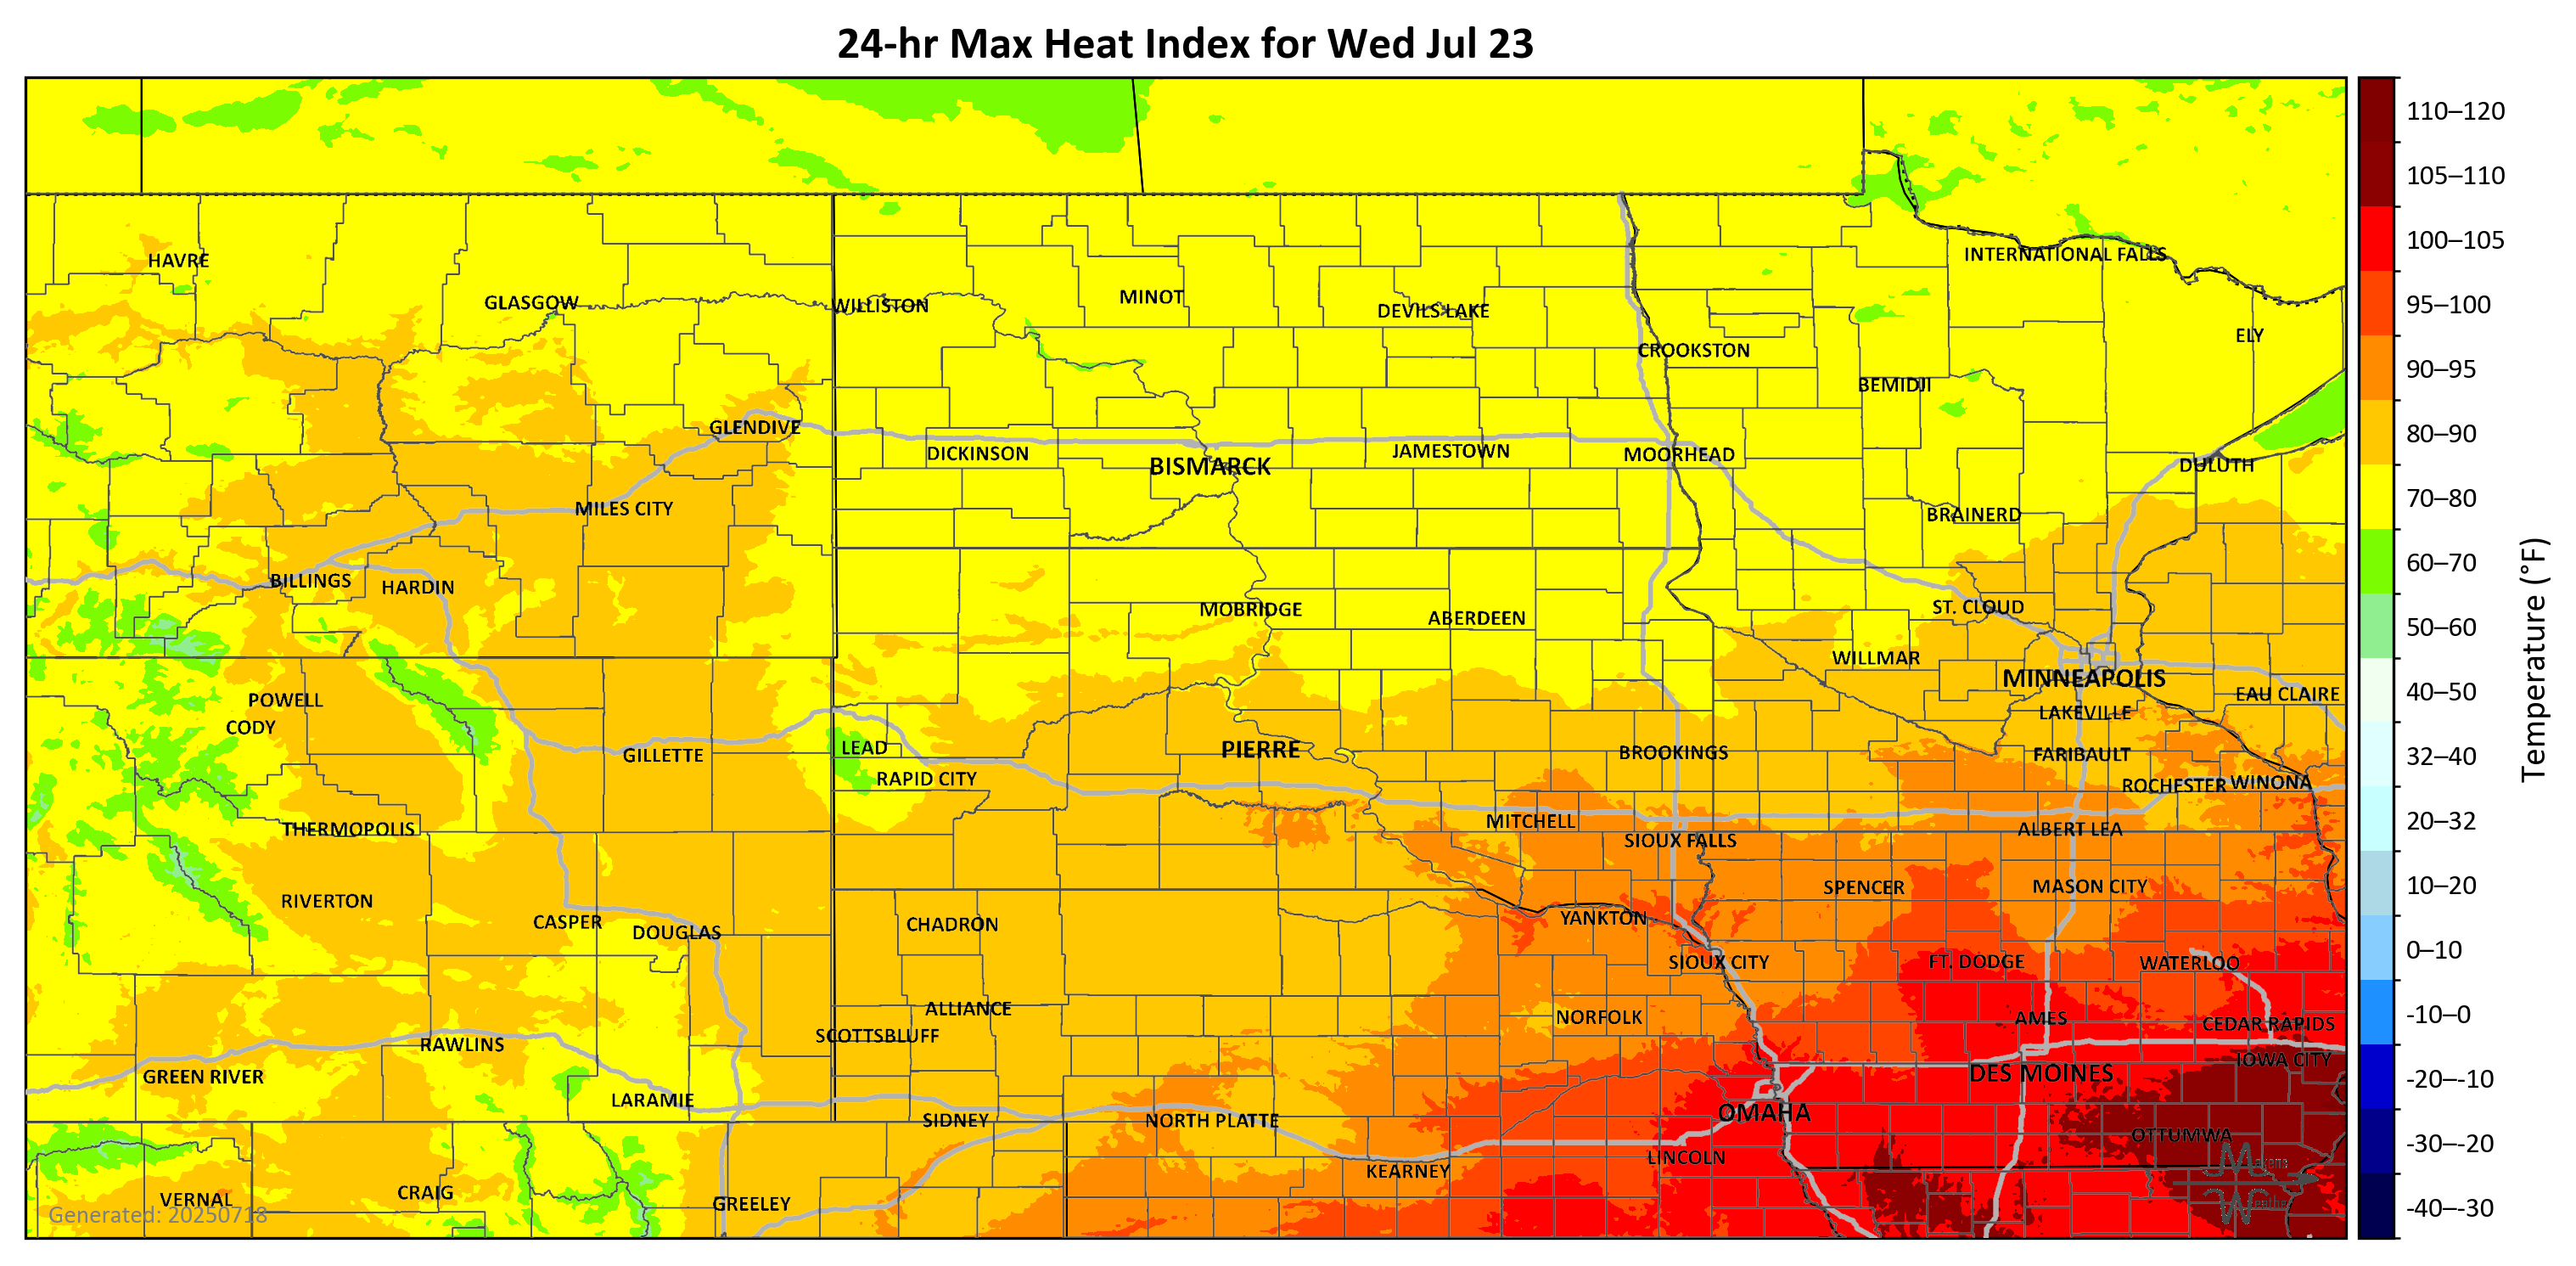 24-hr Max Heat Index for Wed Jul 23
110–120
105–110
HAVRE
INTERNATIONAL FALLS
100–105
GLASGOW
WILLISTON
MINOT
DEVILS LAKE
95–100
CROOKSTON
ELY
90–95
BEMIDJI
GLENDIVE
DICKINSON
BISMARCK
JAMESTOWN
MOORHEAD
DULUTH
80–90
MILES CITY
BRAINERD
70–80
BILLINGS
HARDIN
60–70
MOBRIDGE
ABERDEEN
ST. CLOUD
50–60
WILLMAR
MINNEAPOLIS
Temperature (°F)
POWELL
EAU CLAIRE
40–50
CODY
LAKEVILLE
GILLETTE
LEAD
PIERRE
BROOKINGS
FARIBAULT
32–40
RAPID CITY
ROCHESTER
WINONA
THERMOPOLIS
MITCHELL
SIOUX FALLS
ALBERT LEA
20–32
RIVERTON
SPENCER
MASON CITY
10–20
CASPER
DOUGLAS
CHADRON
YANKTON
SIOUX CITY
FT. DODGE
WATERLOO
0–10
ALLIANCE
NORFOLK
AMES
CEDAR RAPIDS
-10–0
RAWLINS
SCOTTSBLUFF
IOWA CITY
GREEN RIVER
LARAMIE
DES MOINES
-20–-10
SIDNEY
NORTH PLATTE
OMAHA
OTTUMWA
-30–-20
KEARNEY
LINCOLN
VERNAL
CRAIG
GREELEY
-40–-30
Generated: 20250718